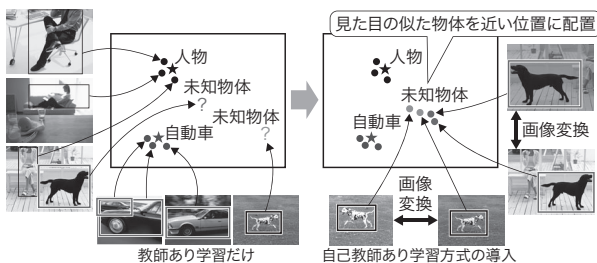 人物
未知物体
?
未知物体
?
自動車
教師あり学習だけ
見た目の似た物体を近い位置に配置
人物
未知物体
自動車
画像変換
画像
変換
自己教師あり学習方式の導入